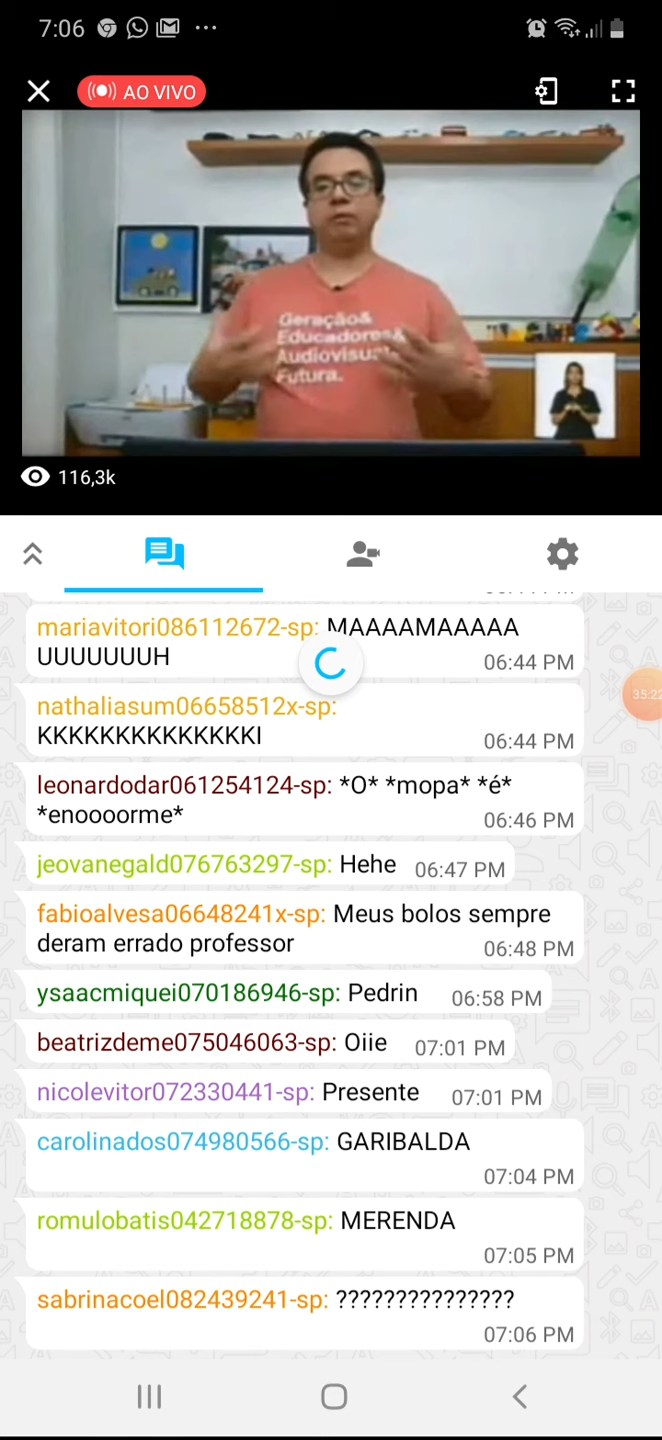 7:06
AO VIVO
Geração&
Educadores&
Audiovisual
Futura.
116,3k
mariavitori086112672-sp: MAAAAMAAAAA
UUUUUUUH
06:44 PM
nathaliasum06658512x-sp:
KKKKKKKKKKKKKKI
06:44 PM
35:22
leonardodar061254124-sp: *O* *mopa* *é*
*enoooorme*
06:46 PM
jeovanegald076763297-sp: Hehe 06:47 PM
fabioalvesa06648241x-sp: Meus bolos sempre
deram errado professor
06:48 PM
ysaacmiquei070186946-sp: Pedrin 06:58 PM
beatrizdeme075046063-sp: Oiie 07:01 PM
nicolevitor072330441-sp: Presente 07:01 PM
carolinados074980566-sp: GARIBALDA
07:04 PM
romulobatis042718878-sp: MERENDA
07:05 PM
sabrinacoel082439241-sp: ???????????????
07:06 PM